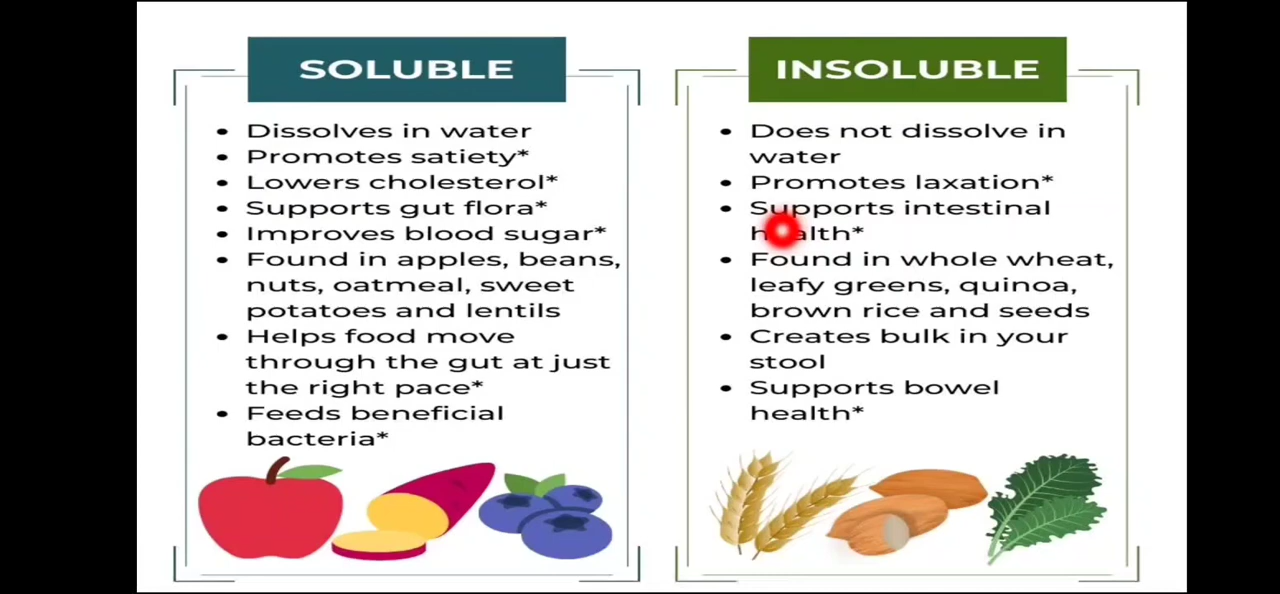 SOLUBLE
• Dissolves in water
• Promotes satiety*
• Lowers cholesterol*
• Supports gut flora*
• Improves blood sugar*
• Found in apples, beans,
nuts, oatmeal, sweet
potatoes and lentils
• Helps food move
through the gut at just
the right pace*
• Feeds beneficial
bacteria*
INSOLUBLE
• Does not dissolve in
water
• Promotes laxation*
• Supports intestinal
health*
• Found in whole wheat,
leafy greens, quinoa,
brown rice and seeds
• Creates bulk in your
stool
• Supports bowel
health*